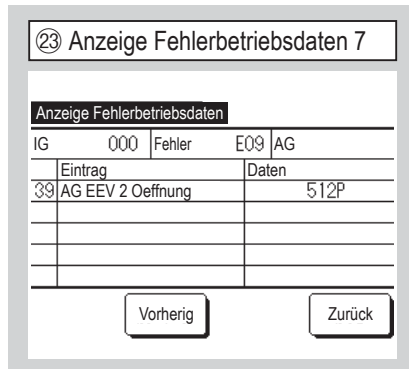 ㉓ Anzeige Fehlerbetriebsdaten 7
Anzeige Fehlerbetriebsdaten
IG 000 Fehler E09 AG
Eintrag Daten
39 AG EEV 2 Oeffnung 512P
Vorherig Zurück